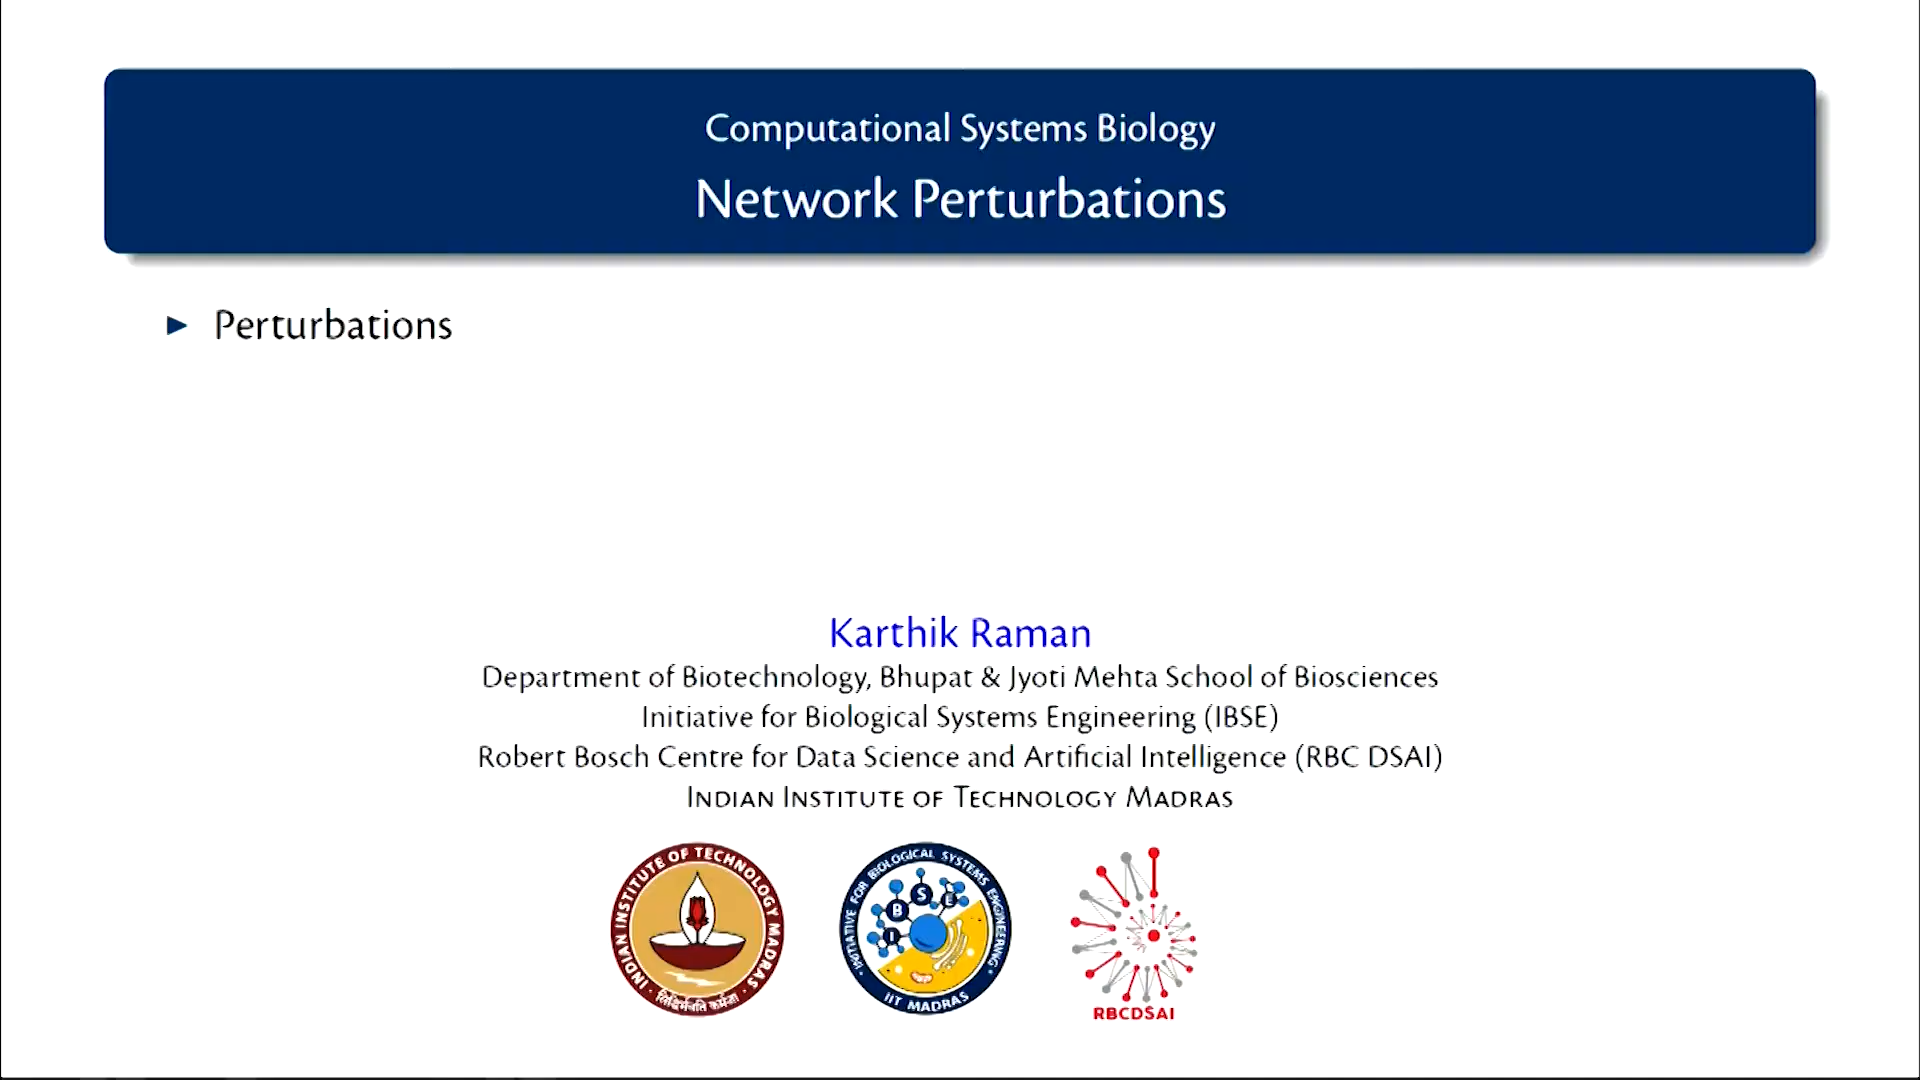 Computational Systems Biology
Network Perturbations
► Perturbations
Karthik Raman
Department of Biotechnology, Bhupat & Jyoti Mehta School of Biosciences
Initiative for Biological Systems Engineering (IBSE)
Robert Bosch Centre for Data Science and Artificial Intelligence (RBC DSAI)
INDIAN INSTITUTE OF TECHNOLOGY MADRAS
INDIAN INSTITUTE OF TECHNOLOGY MADRAS
INITIATIVE FOR BIOLOGICAL SYSTEMS ENGINEERING
I B S E
IIT MADRAS
RBCDSAI